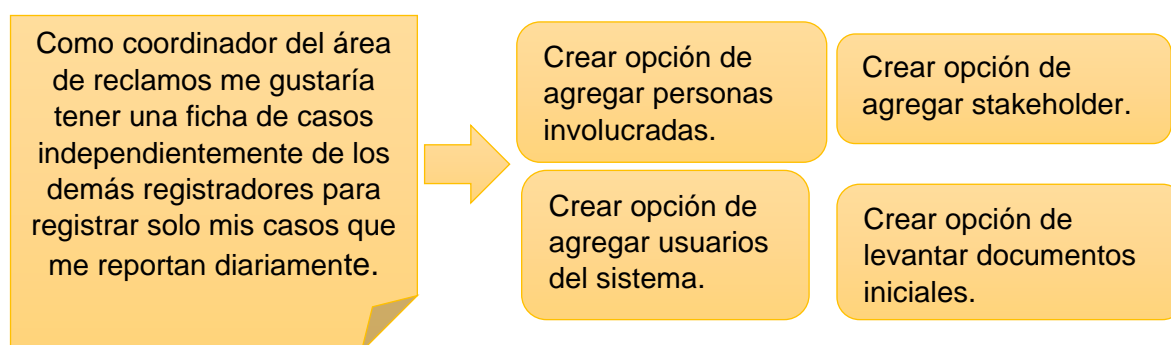 Como coordinador del área
de reclamos me gustaría
tener una ficha de casos
independientemente de los
demás registradores para
registrar solo mis casos que
me reportan diariamente.
Crear opción de
agregar personas
involucradas.
Crear opción de
agregar stakeholder.
Crear opción de
agregar usuarios
del sistema.
Crear opción de
levantar documentos
iniciales.